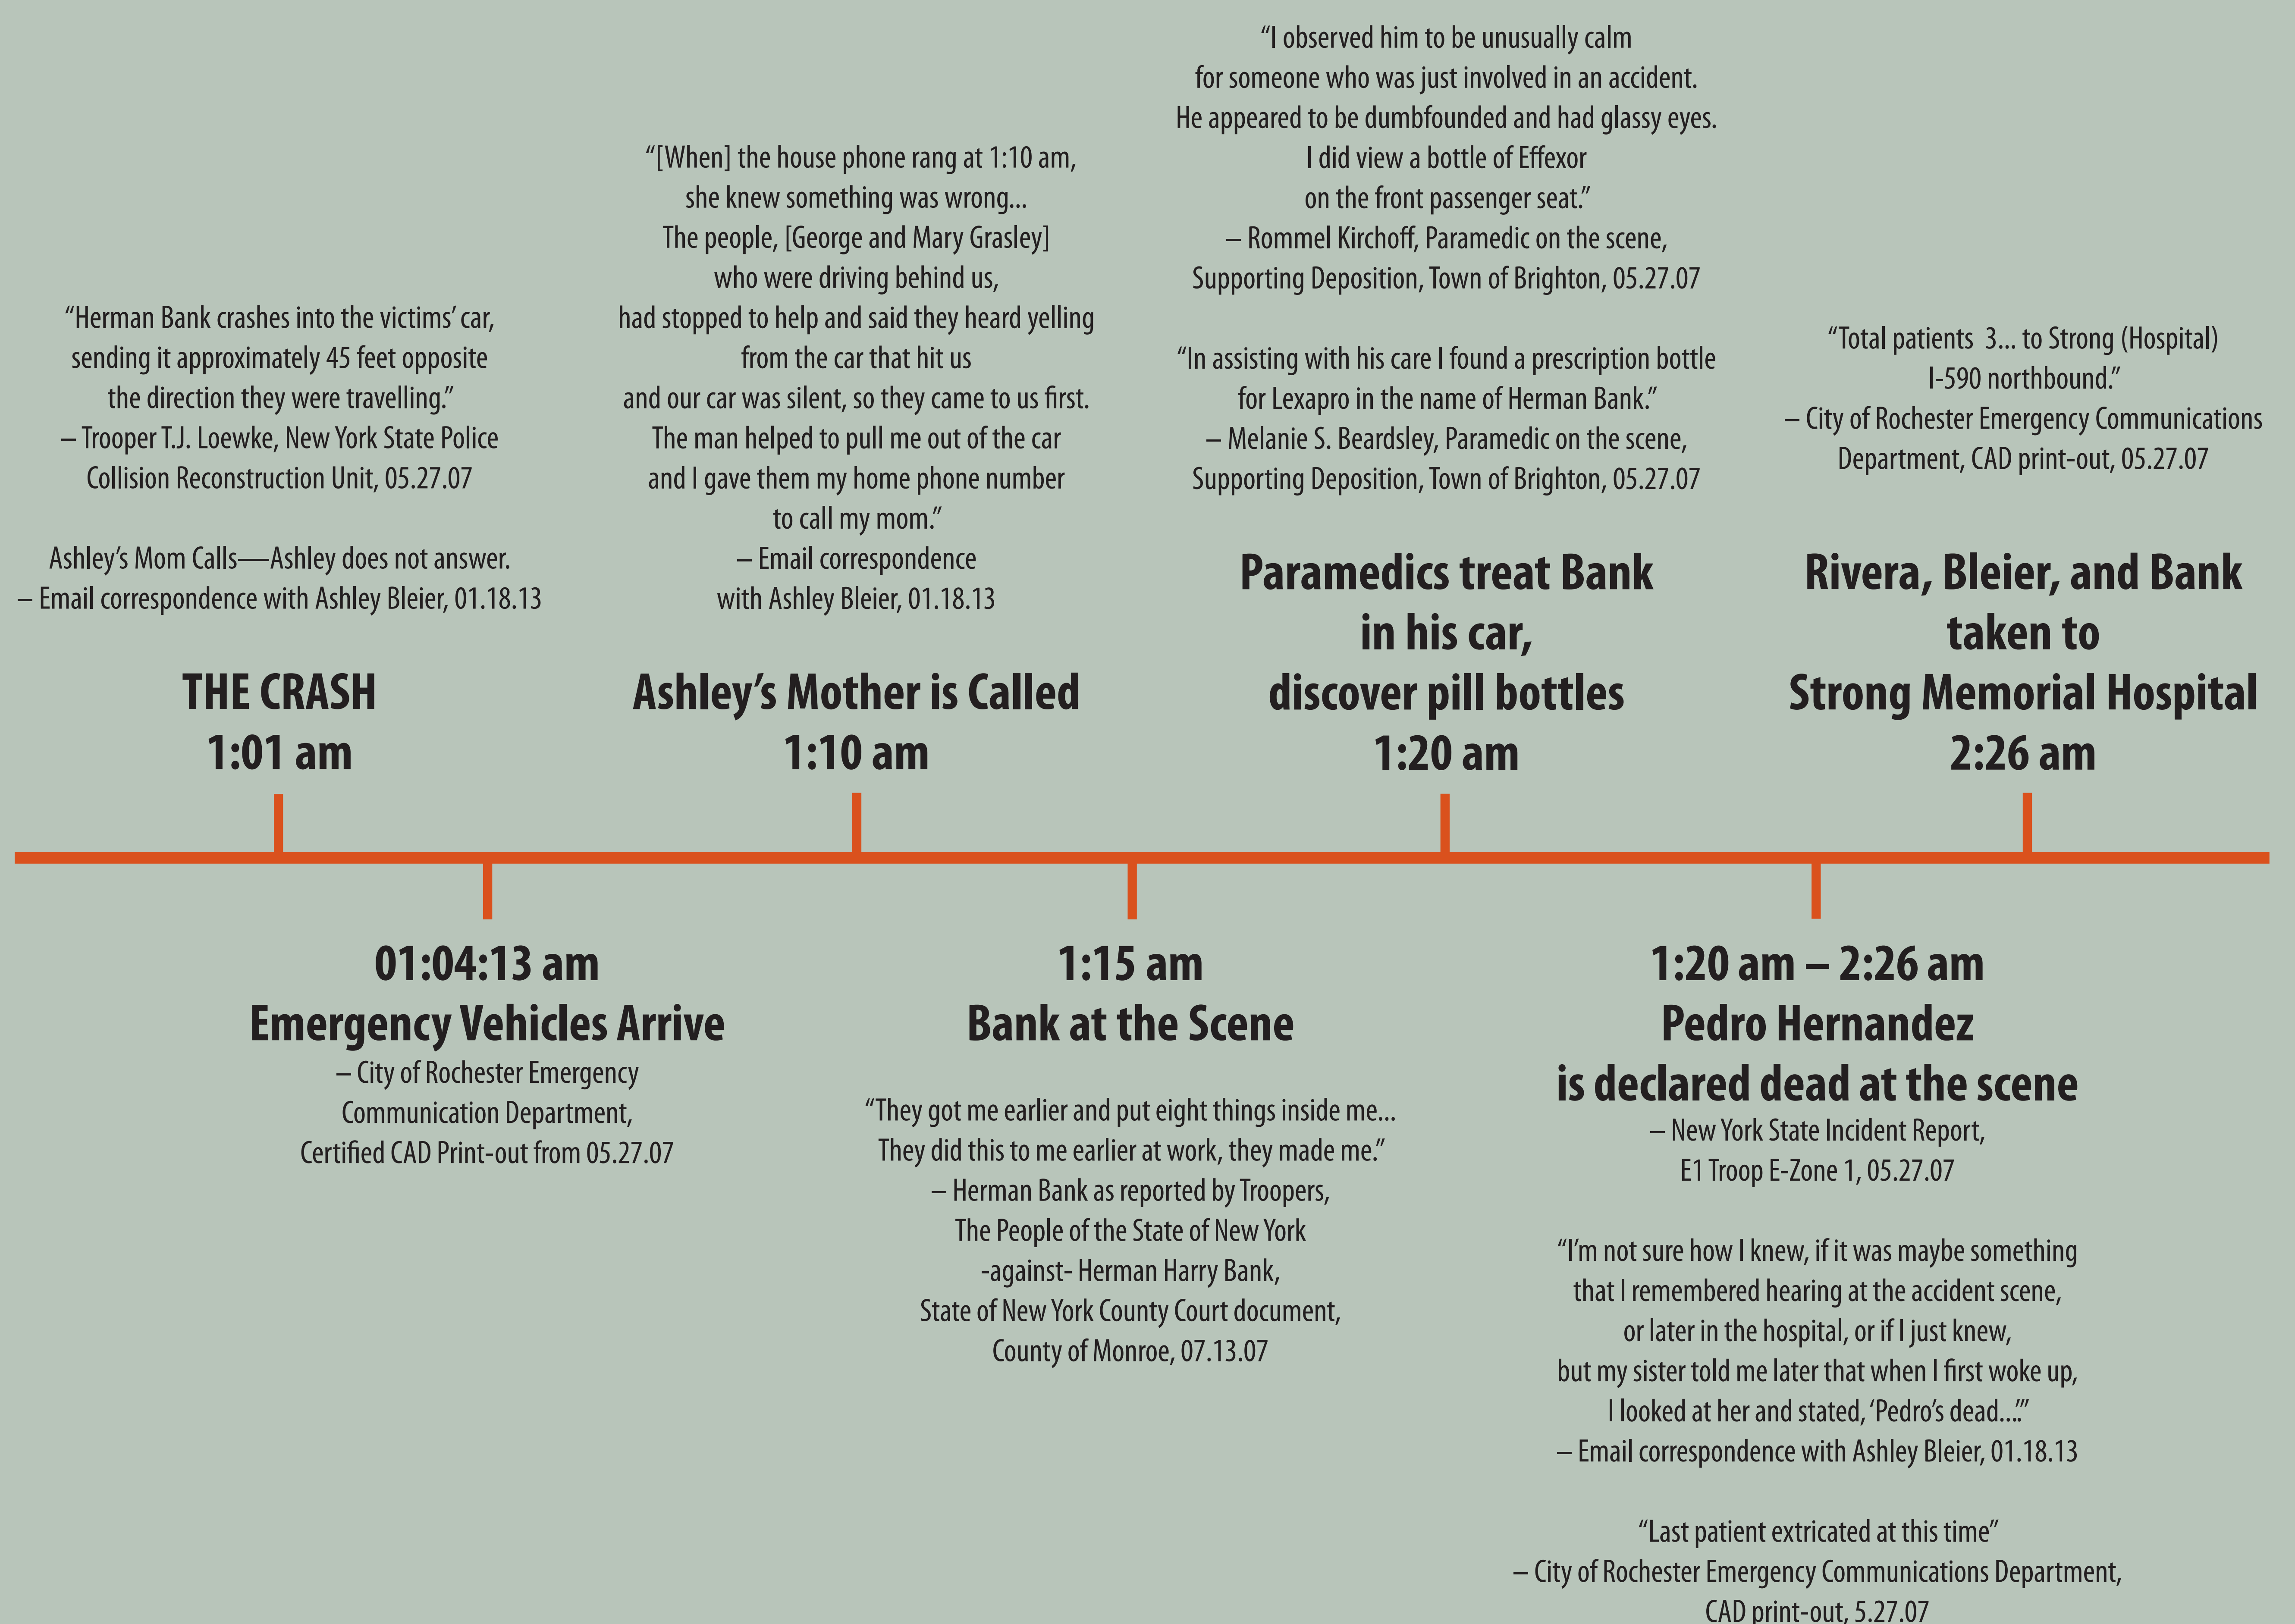 “Herman Bank crashes into the victims’ car,
sending it approximately 45 feet opposite
the direction they were travelling.”
– Trooper T.J. Loewke, New York State Police
Collision Reconstruction Unit, 05.27.07
Ashley’s Mom Calls—Ashley does not answer.
– Email correspondence with Ashley Bleier, 01.18.13
THE CRASH
1:01 am
01:04:13 am
Emergency Vehicles Arrive
– City of Rochester Emergency
Communication Department,
Certified CAD Print-out from 05.27.07
“[When] the house phone rang at 1:10 am,
she knew something was wrong...
The people, [George and Mary Grasley]
who were driving behind us,
had stopped to help and said they heard yelling
from the car that hit us
and our car was silent, so they came to us first.
The man helped to pull me out of the car
and I gave them my home phone number
to call my mom.”
– Email correspondence
with Ashley Bleier, 01.18.13
Ashley’s Mother is Called
1:10 am
1:15 am
Bank at the Scene
“They got me earlier and put eight things inside me...
They did this to me earlier at work, they made me.”
– Herman Bank as reported by Troopers,
The People of the State of New York
-against- Herman Harry Bank,
State of New York County Court document,
County of Monroe, 07.13.07
“I observed him to be unusually calm
for someone who was just involved in an accident.
He appeared to be dumbfounded and had glassy eyes.
I did view a bottle of Effexor
on the front passenger seat.”
– Rommel Kirchoff, Paramedic on the scene,
Supporting Deposition, Town of Brighton, 05.27.07
“In assisting with his care I found a prescription bottle
for Lexapro in the name of Herman Bank.”
– Melanie S. Beardsley, Paramedic on the scene,
Supporting Deposition, Town of Brighton, 05.27.07
Paramedics treat Bank
in his car,
discover pill bottles
1:20 am
1:20 am – 2:26 am
Pedro Hernandez
is declared dead at the scene
– New York State Incident Report,
E1 Troop E-Zone 1, 05.27.07
“I’m not sure how I knew, if it was maybe something
that I remembered hearing at the accident scene,
or later in the hospital, or if I just knew,
but my sister told me later that when I first woke up,
I looked at her and stated, ‘Pedro’s dead...’”
– Email correspondence with Ashley Bleier, 01.18.13
“Last patient extricated at this time”
– City of Rochester Emergency Communications Department,
CAD print-out, 5.27.07
“Total patients  3... to Strong (Hospital)
I-590 northbound.”
– City of Rochester Emergency Communications
Department, CAD print-out, 05.27.07
Rivera, Bleier, and Bank
taken to
Strong Memorial Hospital
2:26 am